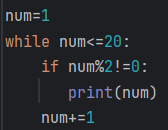 num=1
while num<=20:
    if num%2!=0:
        print(num)
    num+=1